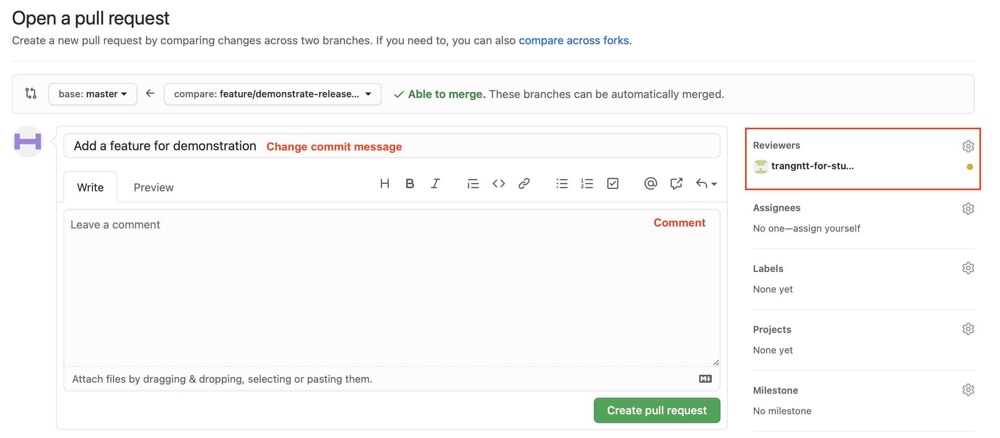 Open a pull request
Create a new pull request by comparing changes across two branches. If you need to, you can also compare across forks.
base: master
compare: feature/demonstrate-release...
Able to merge. These branches can be automatically merged.
Add a feature for demonstration
Change commit message
Write
Preview
Leave a comment
Comment
Attach files by dragging & dropping, selecting or pasting them.
Create pull request
Reviewers
trangntt-for-stu...
Assignees
No one—assign yourself
Labels
None yet
Projects
None yet
Milestone
No milestone